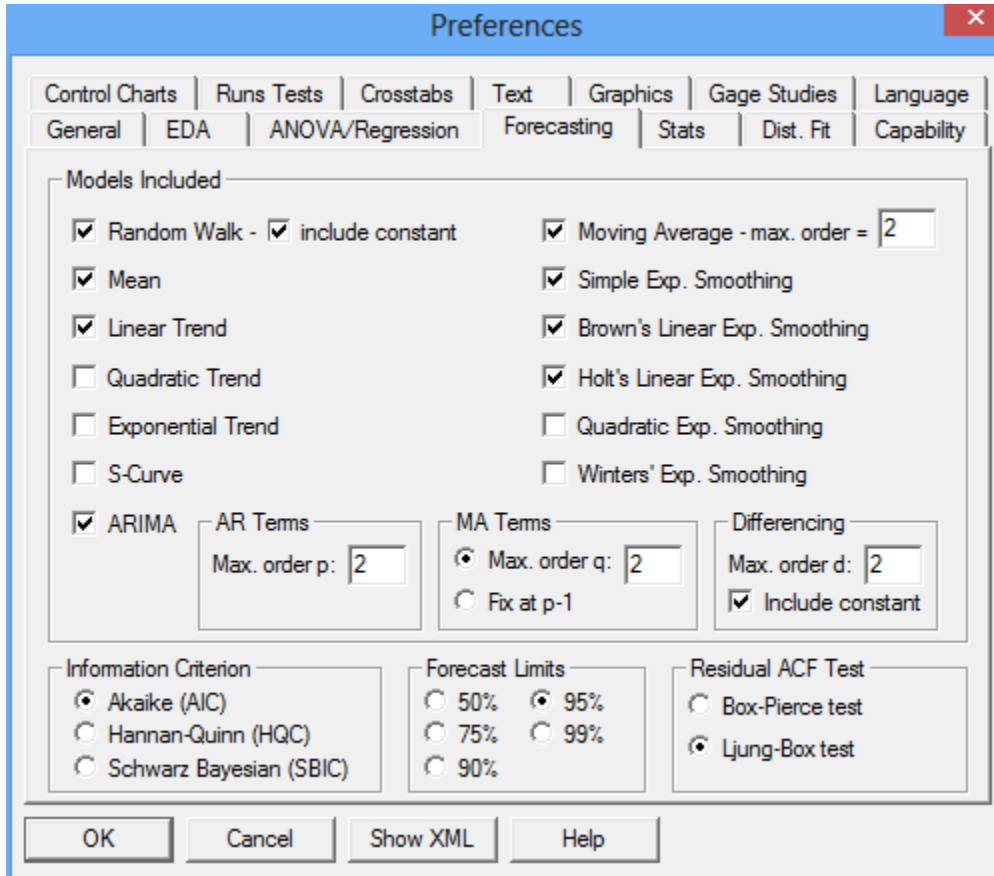 Preferences
Control Charts Runs Tests Crosstabs Text Graphics Gage Studies Language
General EDA ANOVA/Regression Forecasting Stats Dist. Fit Capability
Models Included
Random Walk - include constant
Moving Average - max. order = 2
Mean
Simple Exp. Smoothing
Linear Trend
Brown's Linear Exp. Smoothing
Quadratic Trend
Holt's Linear Exp. Smoothing
Exponential Trend
Quadratic Exp. Smoothing
S-Curve
Winters' Exp. Smoothing
ARIMA
AR Terms
Max. order p: 2
MA Terms
Max. order q: 2
Fix at p-1
Differencing
Max. order d: 2
Include constant
Information Criterion
Akaike (AIC)
Hannan-Quinn (HQC)
Schwarz Bayesian (SBIC)
Forecast Limits
50% 95%
75% 99%
90%
Residual ACF Test
Box-Pierce test
Ljung-Box test
OK Cancel Show XML Help